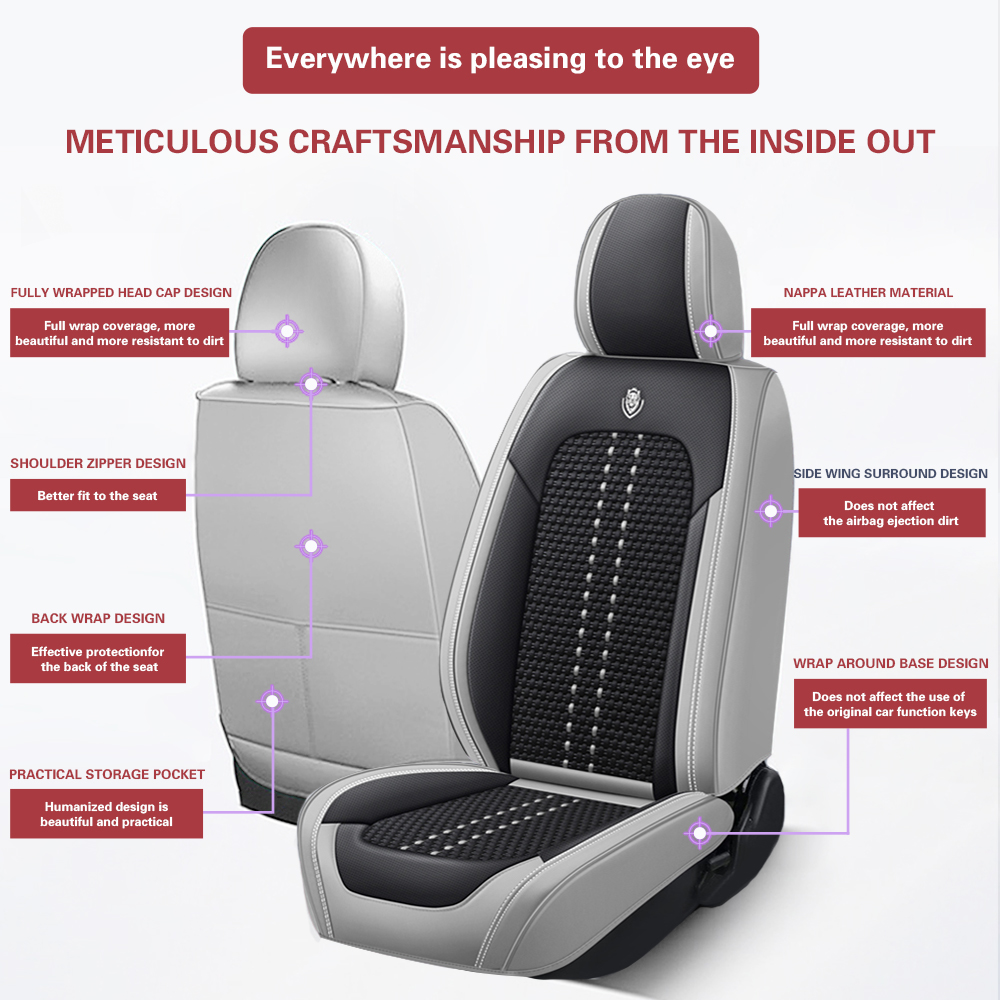 Everywhere is pleasing to the eye
METICULOUS CRAFTSMANSHIP FROM THE INSIDE OUT
FULLY WRAPPED HEAD CAP DESIGN
Full wrap coverage, more
beautiful and more resistant to dirt
SHOULDER ZIPPER DESIGN
Better fit to the seat
BACK WRAP DESIGN
Effective protectionfor
the back of the seat
PRACTICAL STORAGE POCKET
Humanized design is
beautiful and practical
NAPPA LEATHER MATERIAL
Full wrap coverage, more
beautiful and more resistant to dirt
SIDE WING SURROUND DESIGN
Does not affect
the airbag ejection dirt
WRAP AROUND BASE DESIGN
Does not affect the use of
the original car function keys